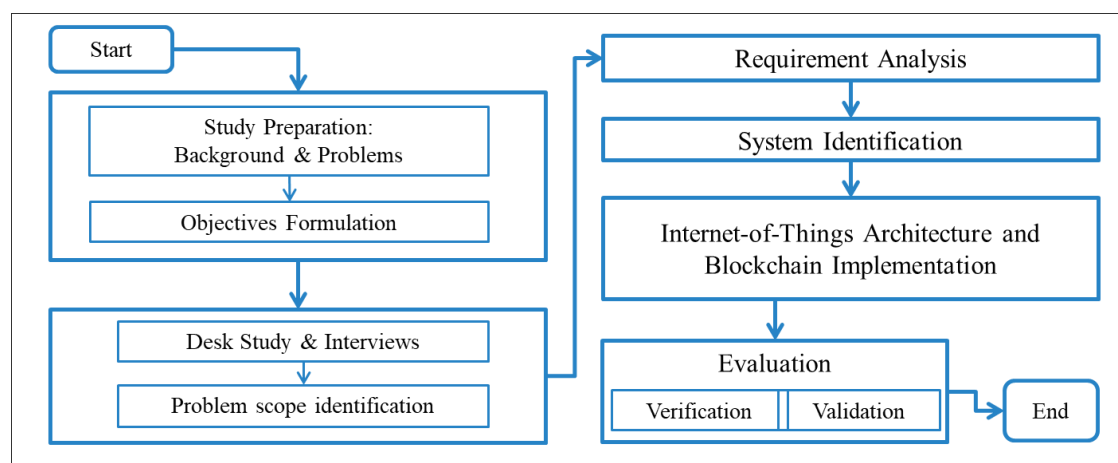 Start
Study Preparation:
Background & Problems
Objectives Formulation
Desk Study & Interviews
Problem scope identification
Requirement Analysis
System Identification
Internet-of-Things Architecture and
Blockchain Implementation
Evaluation
Verification
Validation
End